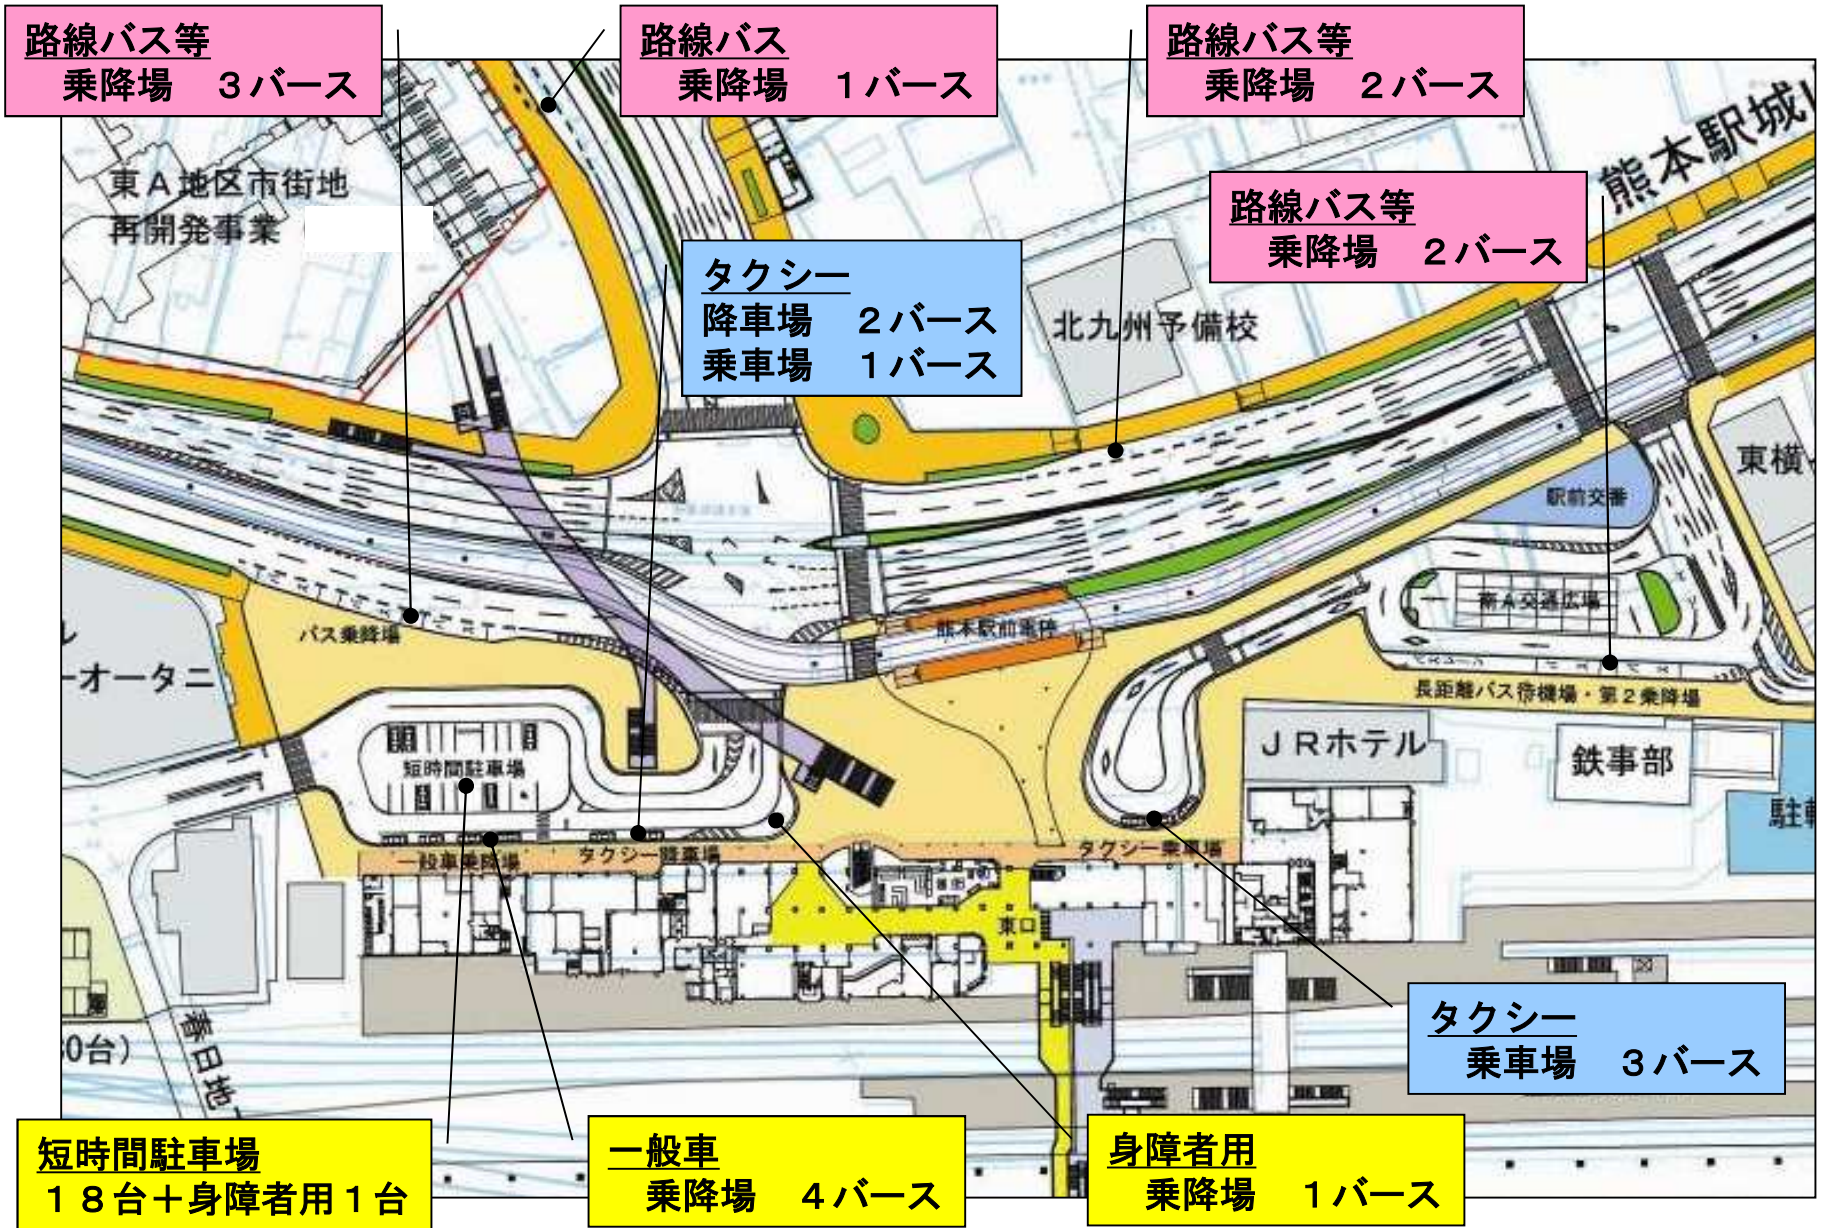 路線バス等
乗降場　３バース
路線バス
乗降場　１バース
路線バス等
乗降場　２バース
熊本駅城
路線バス等
乗降場　２バース
東Ａ地区市街地
再開発事業
タクシー
降車場　２バース
乗車場　１バース
北九州予備校
東横
駅前交番
南Ａ交通広場
熊本駅前電停
バス乗降場
ーオータニ
長距離バス待機場・第２乗降場
ＪＲホテル
鉄事部
短時間駐車場
駐
一般車乗降場
タクシー降車場
タクシー乗車場
東口
春日地
0台）
タクシー
乗車場　３バース
短時間駐車場
１８台＋身障者用１台
一般車
乗降場　４バース
身障者用
乗降場　１バース